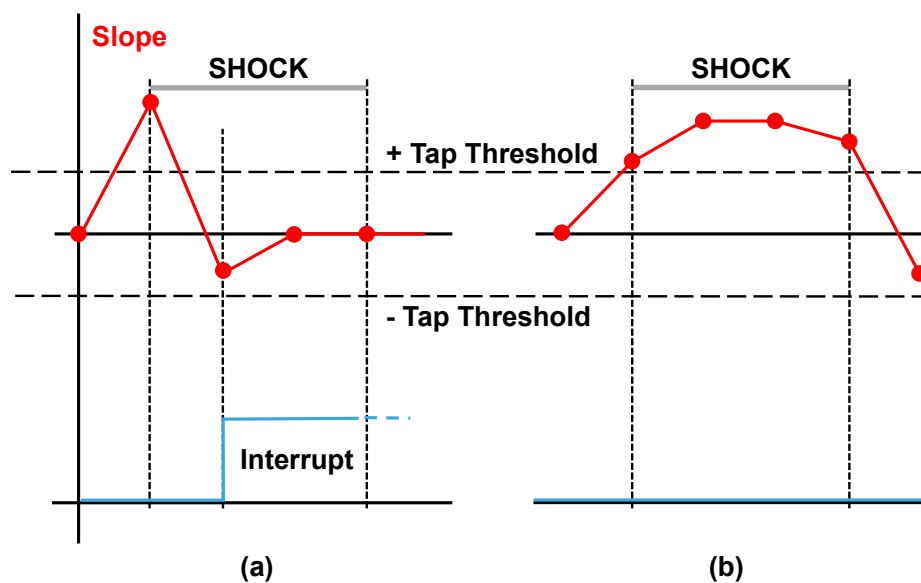 Slope
SHOCK
SHOCK
+ Tap Threshold
- Tap Threshold
Interrupt
(a)
(b)